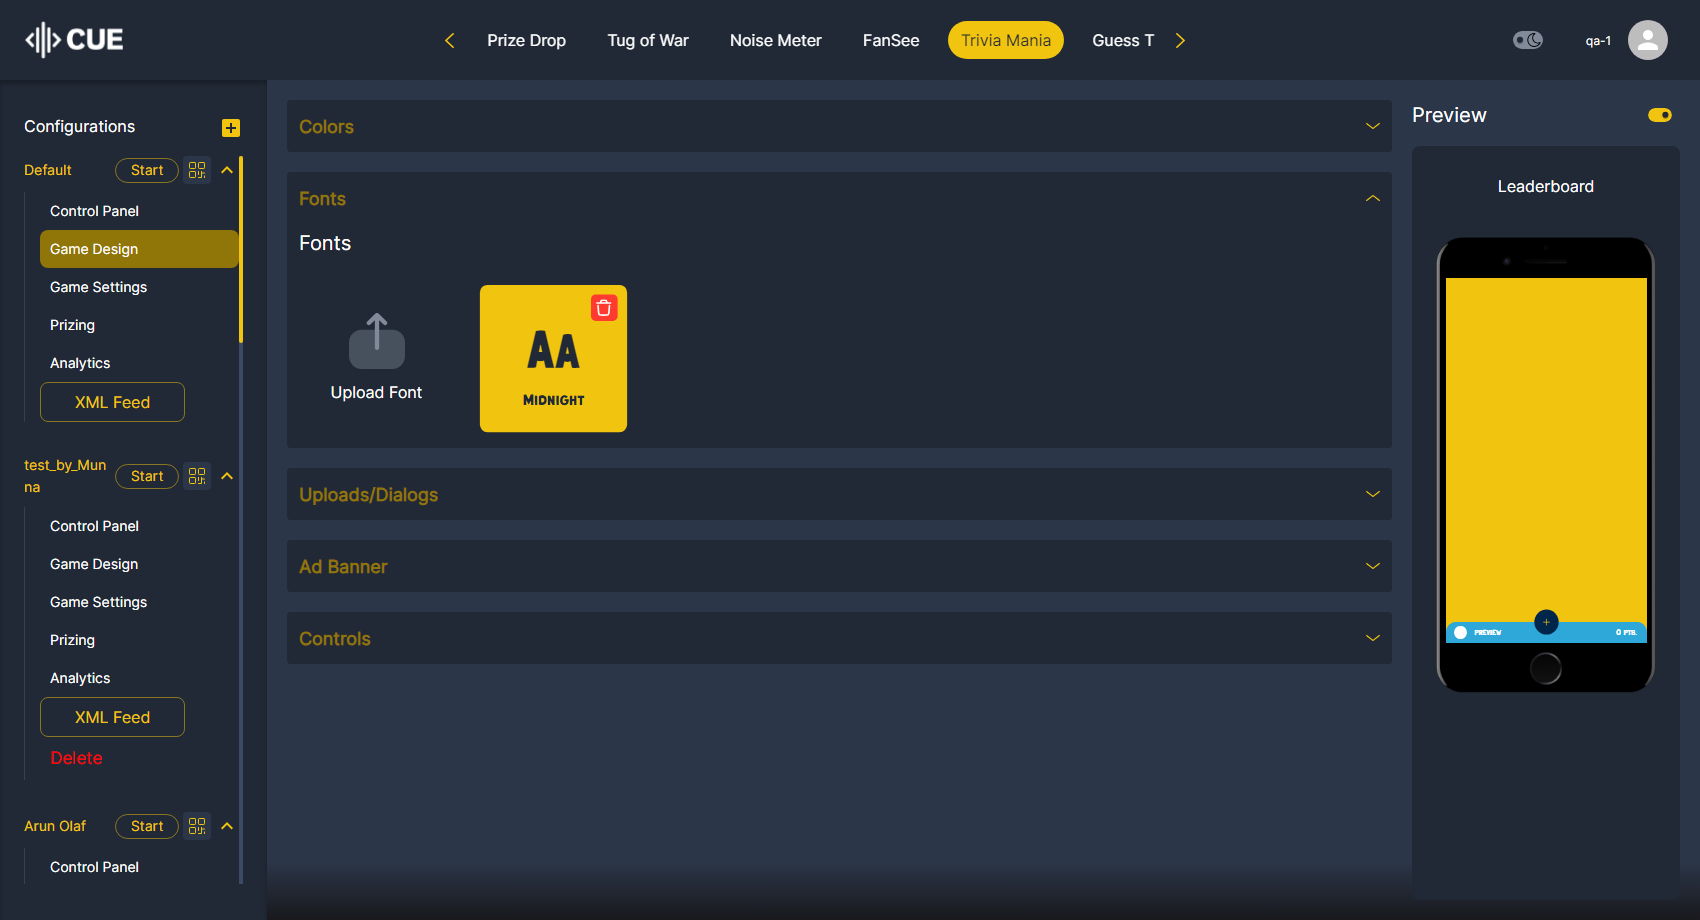 CUE
Prize Drop
Tug of War
Noise Meter
FanSee
Trivia Mania
Guess T
qa-1
Configurations
Default
Start
Control Panel
Game Design
Game Settings
Prizing
Analytics
XML Feed
test_by_Mun
na
Start
Control Panel
Game Design
Game Settings
Prizing
Analytics
XML Feed
Delete
Arun Olaf
Start
Control Panel
Colors
Fonts
Fonts
Upload Font
AA
MIDNIGHT
Uploads/Dialogs
Ad Banner
Controls
Preview
Leaderboard
PREVIEW
0 PTS.